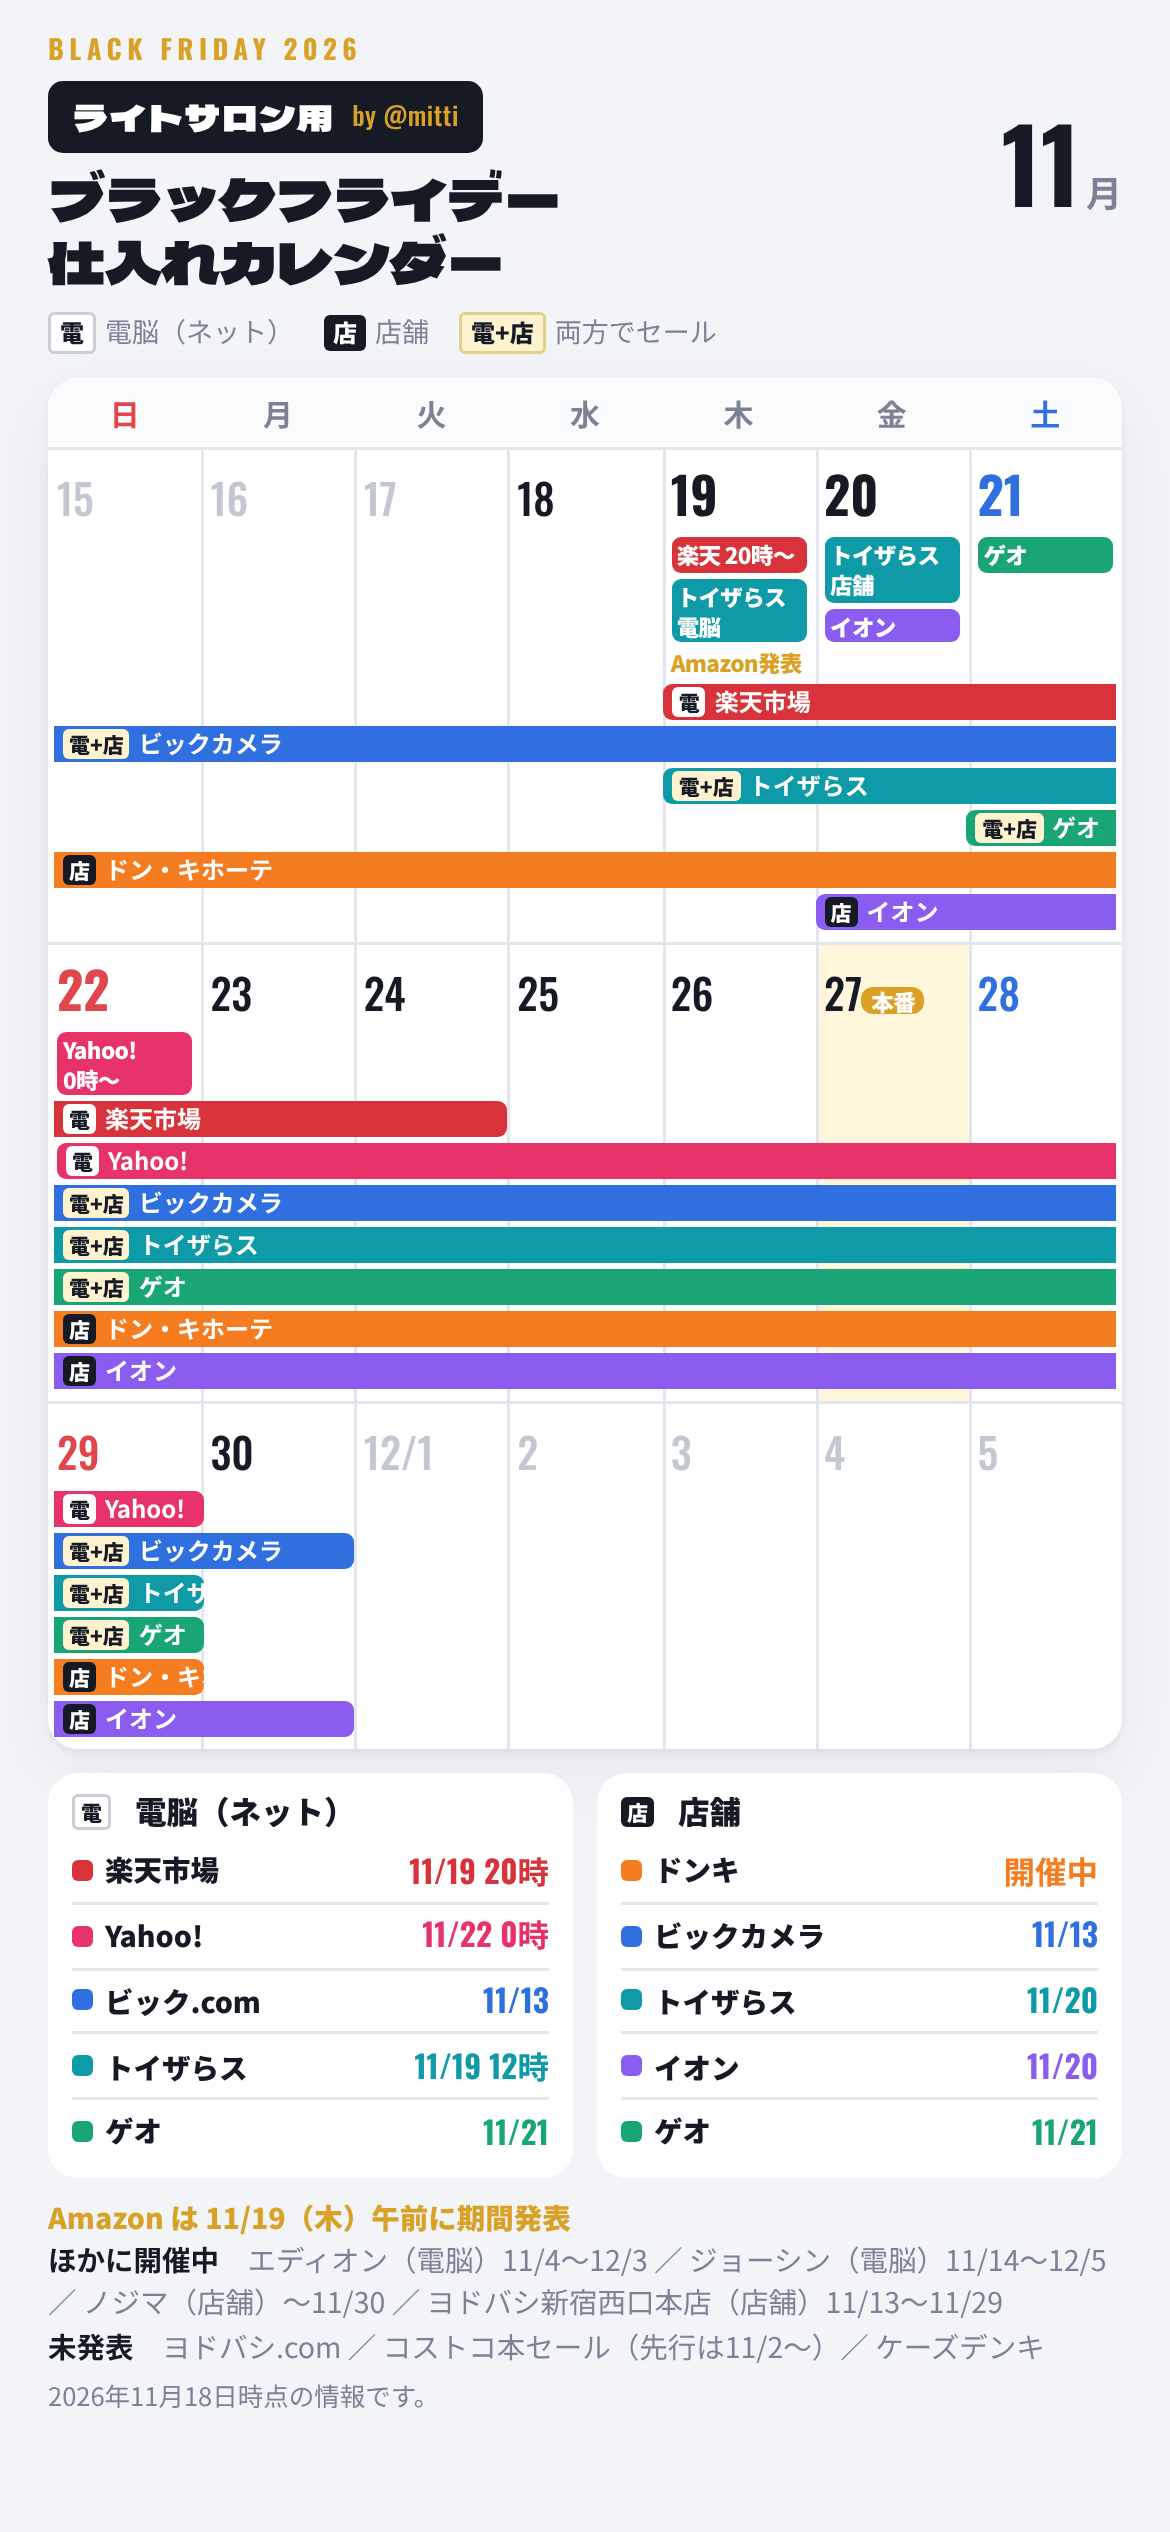 BLACK FRIDAY 2026
ライトサロン用 by @mitti
ブラックフライデー
仕入れカレンダー
11月
電 電脳（ネット） 店 店舗 電+店 両方でセール
日 月 火 水 木 金 土
15 16 17 18 19 20 21
楽天 20時〜
トイザらス
電脳
Amazon発表
トイザらス
店舗
イオン
ゲオ
電 楽天市場
電+店 ビックカメラ
電+店 トイザらス
電+店 ゲオ
店 ドン・キホーテ
店 イオン
22 23 24 25 26 27 本番 28
Yahoo!
0時〜
電 楽天市場
電 Yahoo!
電+店 ビックカメラ
電+店 トイザらス
電+店 ゲオ
店 ドン・キホーテ
店 イオン
29 30 12/1 2 3 4 5
電 Yahoo!
電+店 ビックカメラ
電+店 トイザ
電+店 ゲオ
店 ドン・キ
店 イオン
電 電脳（ネット）
楽天市場 11/19 20時
Yahoo! 11/22 0時
ビック.com 11/13
トイザらス 11/19 12時
ゲオ 11/21
店 店舗
ドンキ 開催中
ビックカメラ 11/13
トイザらス 11/20
イオン 11/20
ゲオ 11/21
Amazon は 11/19（木）午前に期間発表
ほかに開催中 エディオン（電脳）11/4〜12/3 ／ ジョーシン（電脳）11/14〜12/5
／ ノジマ（店舗）〜11/30 ／ ヨドバシ新宿西口本店（店舗）11/13〜11/29
未発表 ヨドバシ.com ／ コストコ本セール（先行は11/2〜）／ ケーズデンキ
2026年11月18日時点の情報です。